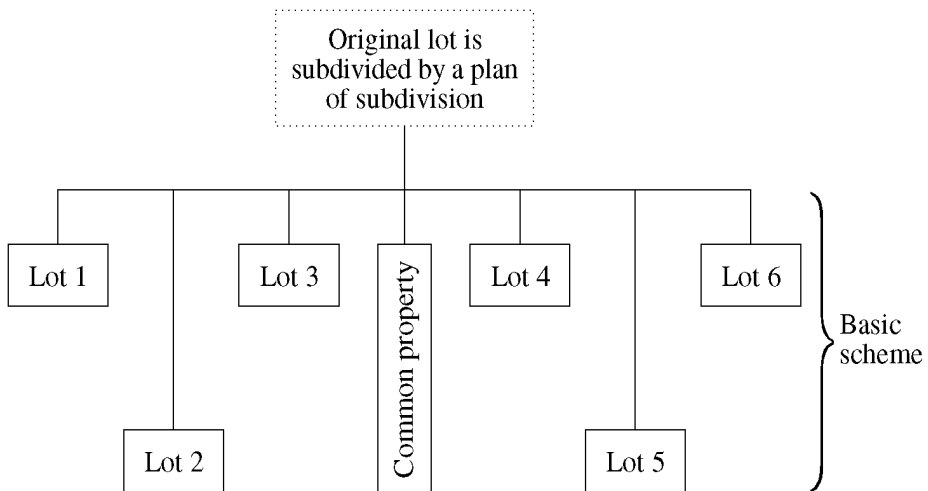 Original lot is
subdivided by a plan
of subdivision
Lot 1
Lot 3
Common property
Lot 4
Lot 6
Basic
scheme
Lot 2
Lot 5